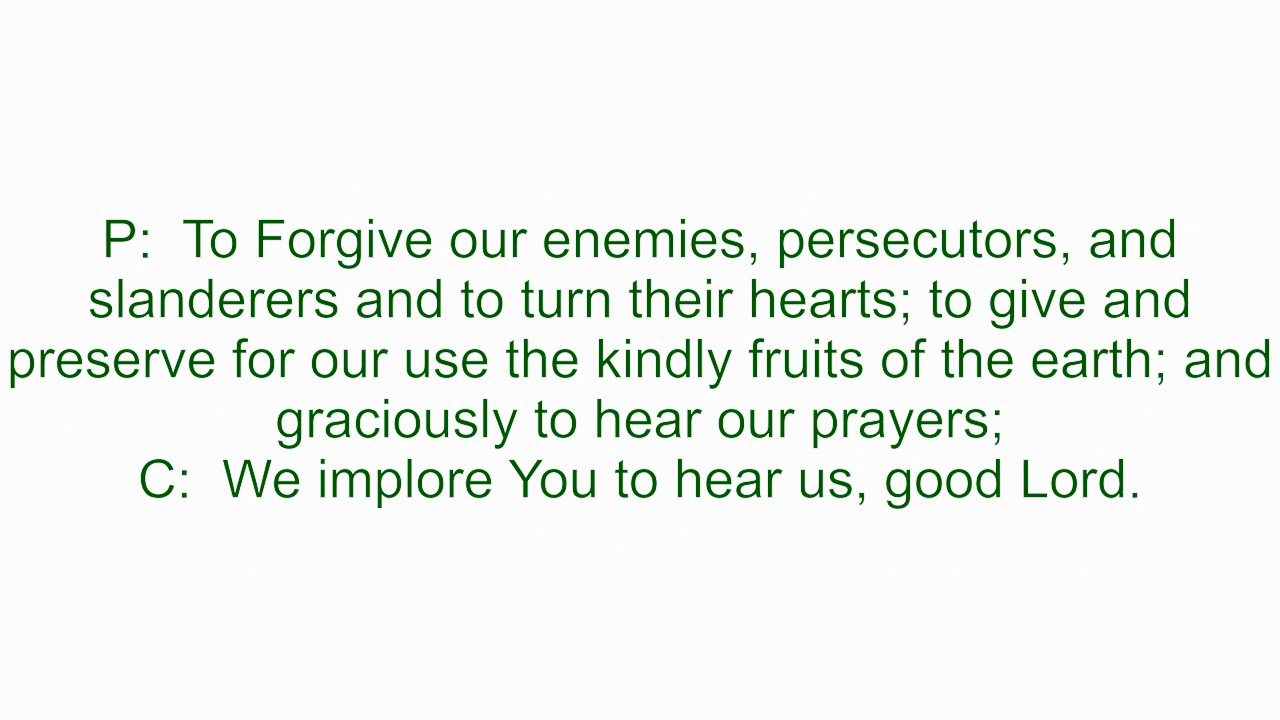 P:  To Forgive our enemies, persecutors, and
slanderers and to turn their hearts; to give and
preserve for our use the kindly fruits of the earth; and
graciously to hear our prayers;
C:  We implore You to hear us, good Lord.